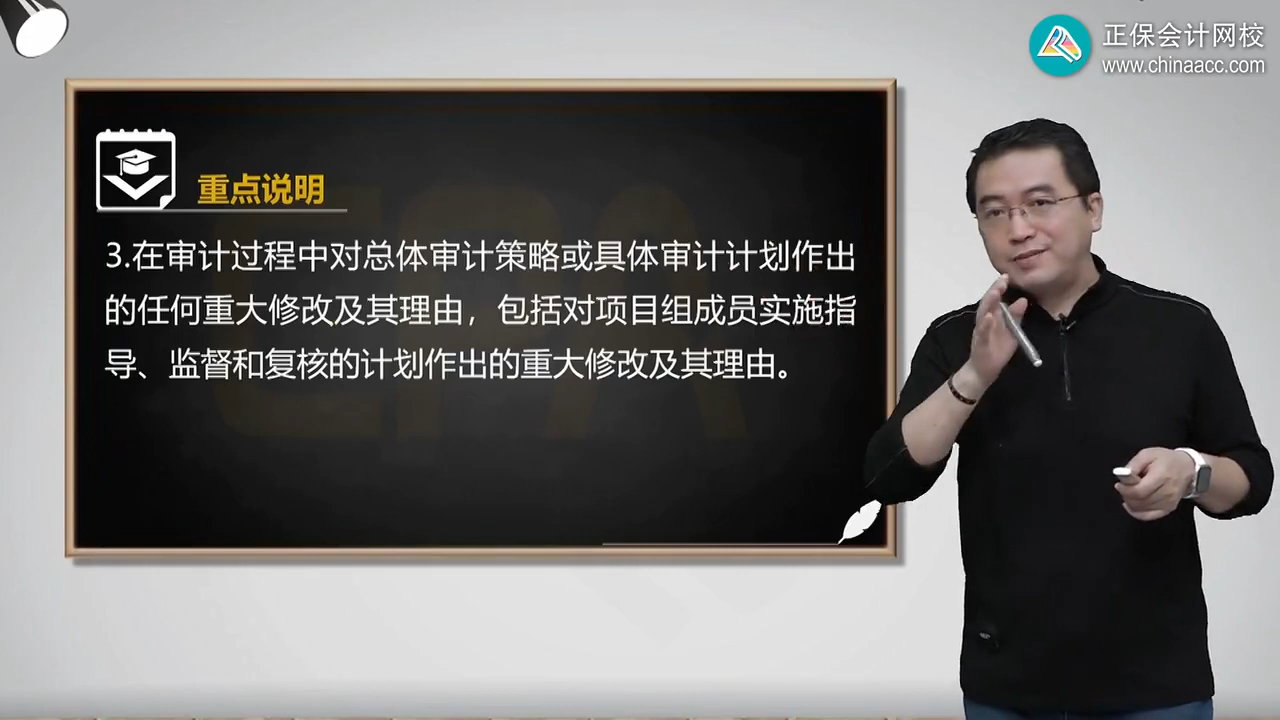 正保会计网校
www.chinaacc.com
重点说明
3.在审计过程中对总体审计策略或具体审计计划作出
的任何重大修改及其理由，包括对项目组成员实施指
导、监督和复核的计划作出的重大修改及其理由。
CPA